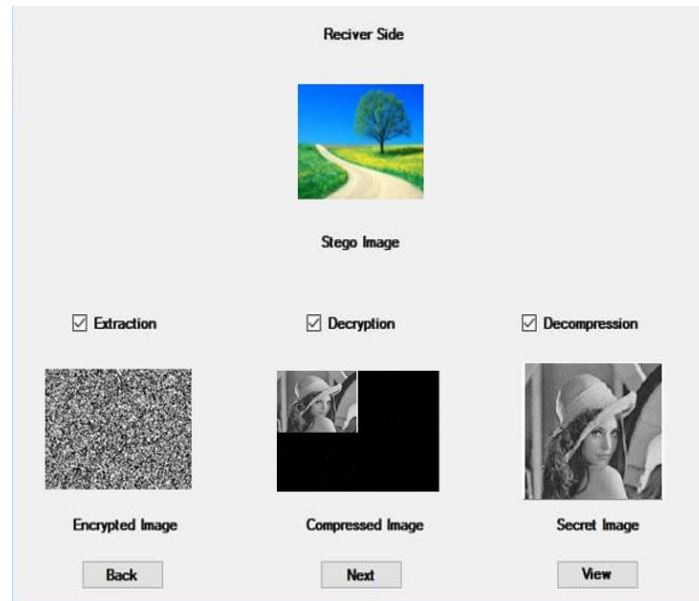 Reciver Side
Stego Image
Extraction
Decryption
Decompression
Encrypted Image
Compressed Image
Secret Image
Back
Next
View